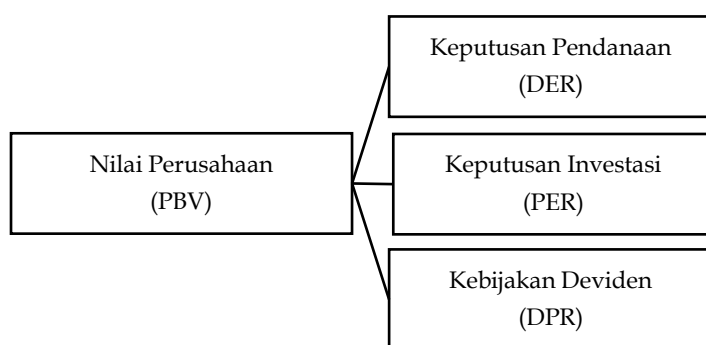 Keputusan Pendanaan
(DER)
Nilai Perusahaan
(PBV)
Keputusan Investasi
(PER)
Kebijakan Deviden
(DPR)